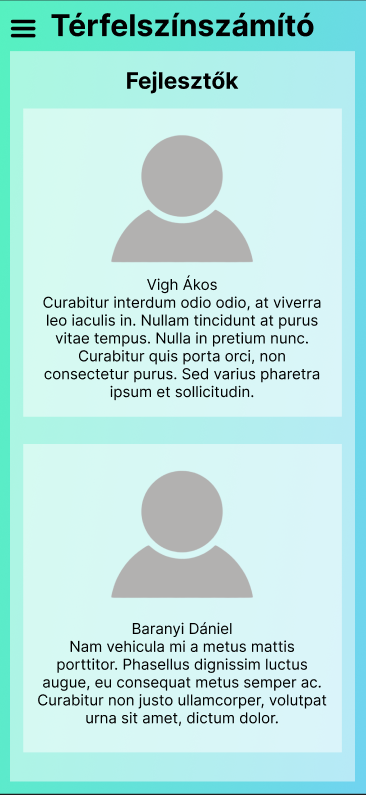 Térfelszínszámító
Fejlesztők
Vigh Ákos
Curabitur interdum odio odio, at viverra
leo iaculis in. Nullam tincidunt at purus
vitae tempus. Nulla in pretium nunc.
Curabitur quis porta orci, non
consectetur purus. Sed varius pharetra
ipsum et sollicitudin.
Baranyi Dániel
Nam vehicula mi a metus mattis
porttitor. Phasellus dignissim luctus
augue, eu consequat metus semper ac.
Curabitur non justo ullamcorper, volutpat
urna sit amet, dictum dolor.